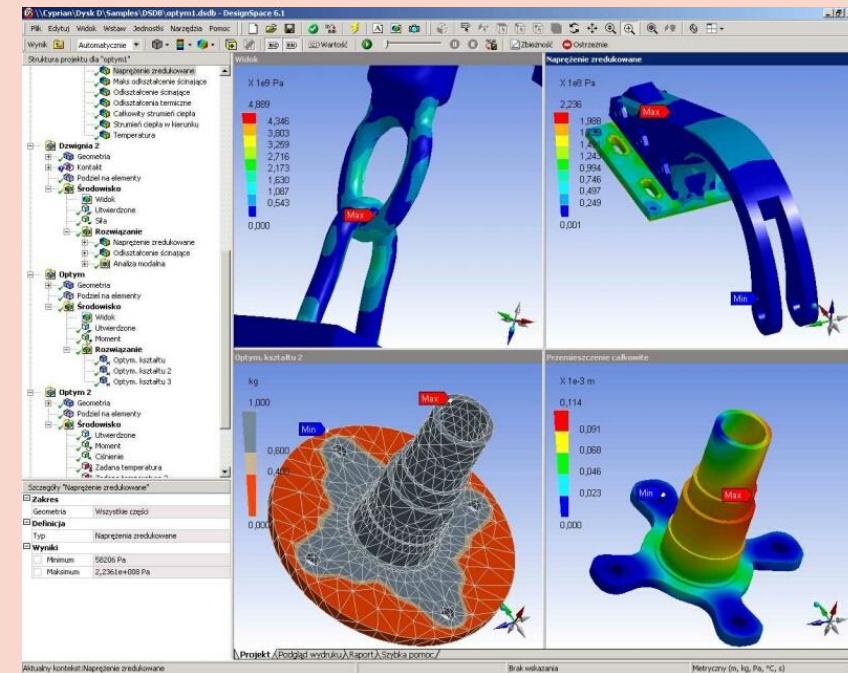 \\Cyprian\Dysk D\Samples\DSDB\optym1.dsdb - DesignSpace 6.1
Plik Edytuj Widok Wstaw Jednostki Narzędzia Pomoc
Wynik Automatycznie MAX MIN Wartość Zbieżność Ostrzeżnie
Struktura projektu dla "optym1"
Naprężenie zredukowane
Maks odkształcenie ścinające
Odkształcenie ścinające
Odkształcenia termiczne
Całkowity strumień ciepła
Strumień ciepła w kierunku
Temperatura
Dzwignia 2
Geometria
Kontakt
Podziel na elementy
Środowisko
Widok
Utwierdzone
Siła
Rozwiązanie
Naprężenie zredukowane
Odkształcenie ścinające
Analiza modalna
Optym
Geometria
Podziel na elementy
Środowisko
Widok
Utwierdzone
Moment
Rozwiązanie
Optym. kształtu
Optym. kształtu 2
Optym. kształtu 3
Optym 2
Geometria
Podziel na elementy
Środowisko
Utwierdzone
Moment
Ciśnienie
Zadana temperatura
Szczegóły "Naprężenie zredukowane"
Zakres
Geometria Wszystkie części
Definicja
Typ Naprężenia zredukowane
Wyniki
Minimum 58206 Pa
Maksimum 2,2361e+008 Pa
Widok
X 1e8 Pa
4,889
4,346
3,803
3,259
2,716
2,173
1,630
1,087
0,543
0,000
Max
Naprężenie zredukowane
X 1e8 Pa
2,236
1,988
1,243
0,994
0,746
0,497
0,249
0,001
Max
Min
Optym. kształtu 2
kg
1,000
0,600
0,400
0,000
Max
Min
Przemieszczenie całkowite
X 1e-3 m
0,114
0,091
0,068
0,046
0,023
0,000
Min
Max
Projekt Podgląd wydruku Raport Szybka pomoc
Aktualny kontekst:Naprężenie zredukowane Brak wskazania Metryczny (m, kg, Pa, °C, s)